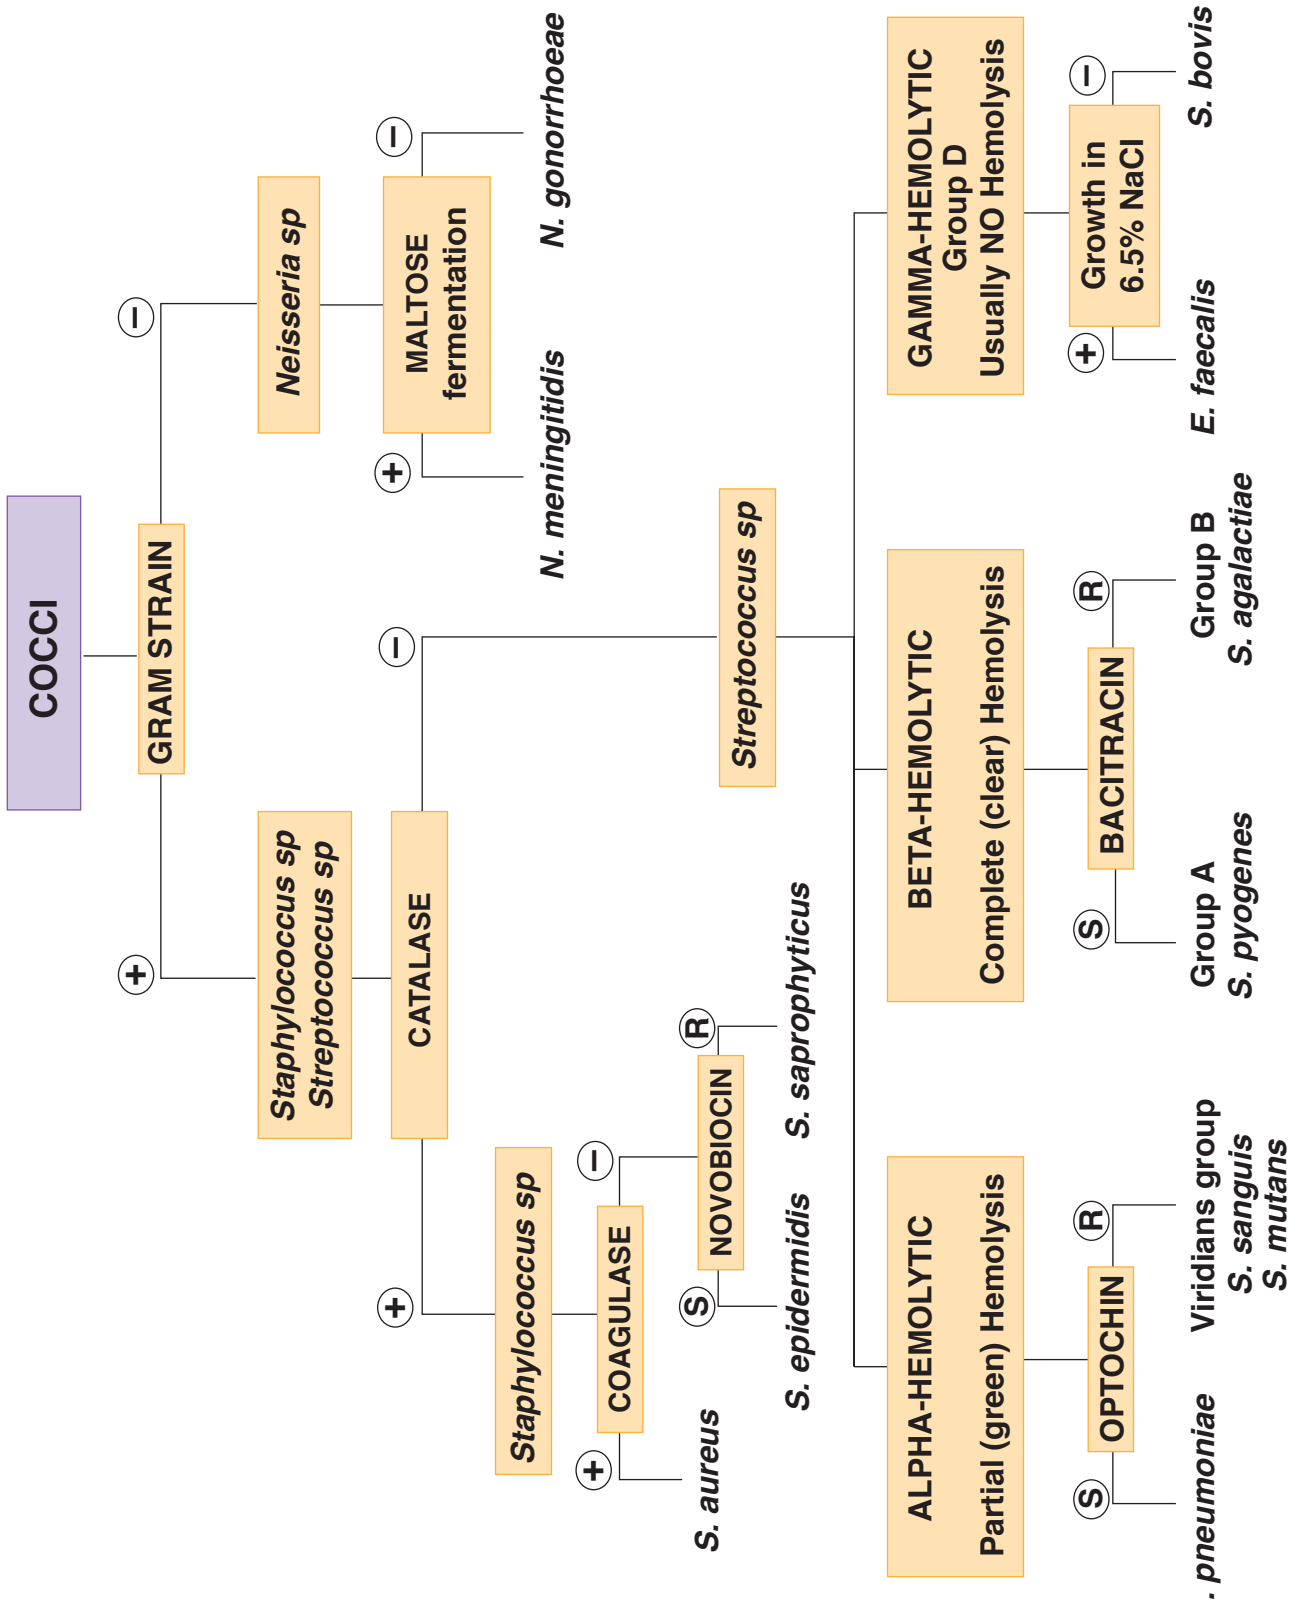 COCCI
GRAM STRAIN
+
−
Staphylococcus sp
Streptococcus sp
Neisseria sp
CATALASE
MALTOSE
fermentation
+
−
+
−
N. meningitidis
N. gonorrhoeae
Staphylococcus sp
COAGULASE
+
−
S. aureus
NOVOBIOCIN
S
R
S. epidermidis
S. saprophyticus
Streptococcus sp
ALPHA-HEMOLYTIC
Partial (green) Hemolysis
BETA-HEMOLYTIC
Complete (clear) Hemolysis
GAMMA-HEMOLYTIC
Group D
Usually NO Hemolysis
OPTOCHIN
S
R
. pneumoniae
Viridians group
S. sanguis
S. mutans
BACITRACIN
S
R
Group A
S. pyogenes
Group B
S. agalactiae
Growth in
6.5% NaCl
+
−
E. faecalis
S. bovis